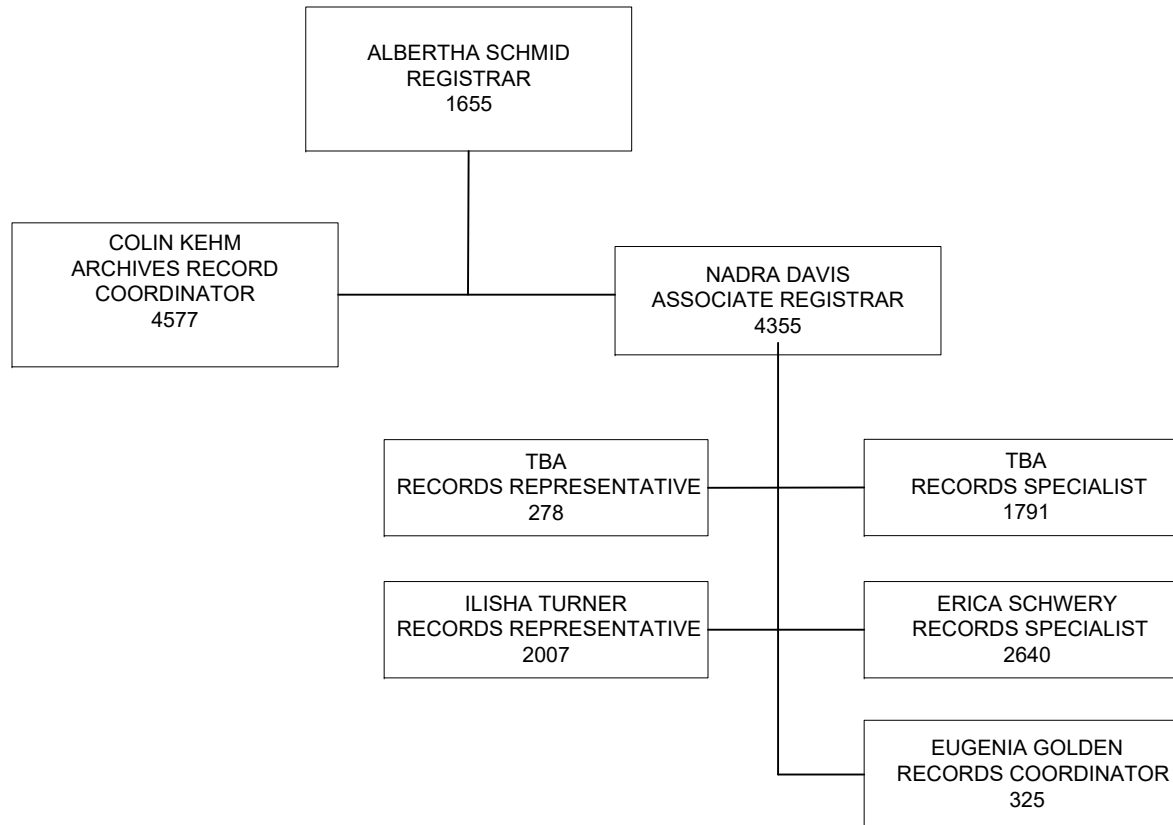 ALBERTHA SCHMID
REGISTRAR
1655
COLIN KEHM
ARCHIVES RECORD
COORDINATOR
4577
NADRA DAVIS
ASSOCIATE REGISTRAR
4355
TBA
RECORDS REPRESENTATIVE
278
TBA
RECORDS SPECIALIST
1791
ILISHA TURNER
RECORDS REPRESENTATIVE
2007
ERICA SCHWERY
RECORDS SPECIALIST
2640
EUGENIA GOLDEN
RECORDS COORDINATOR
325